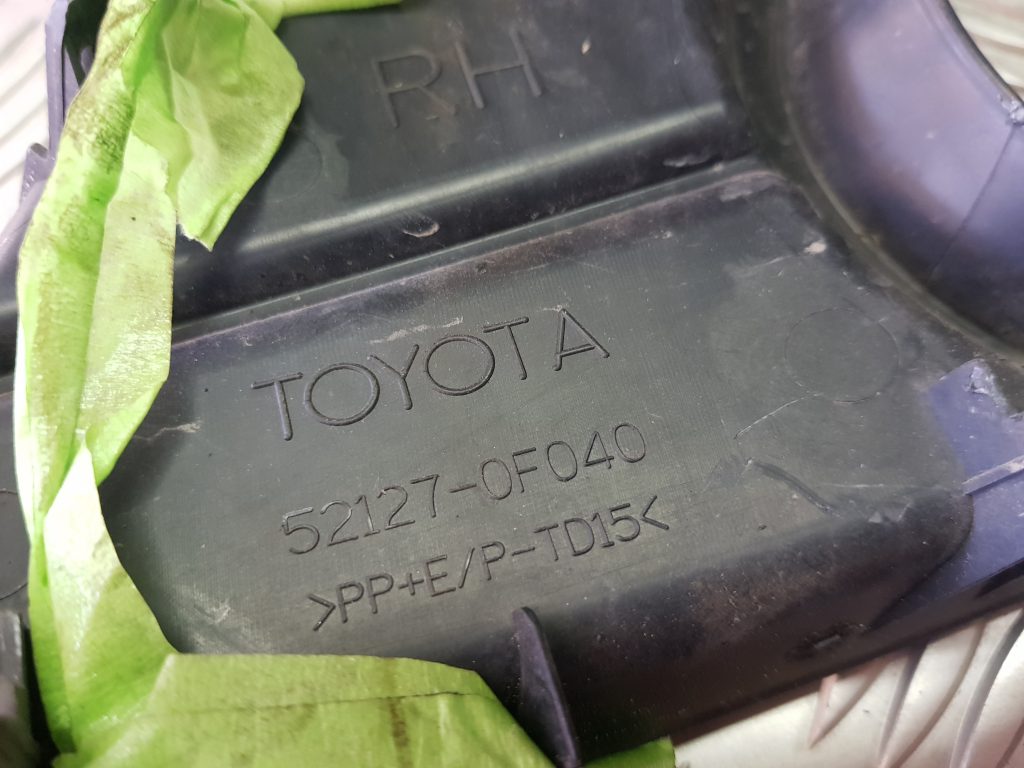 RH
TOYOTA
52127-0F040
>PP+E/P-TD15<